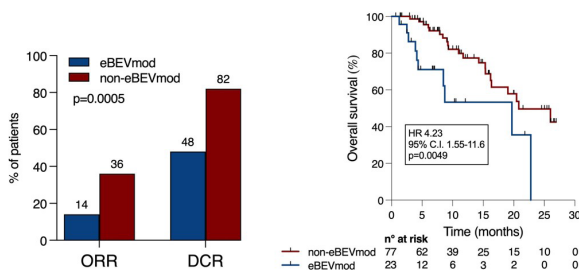 eBEVmod
non-eBEVmod
p=0.0005
% of patients
100
80
60
40
20
0
14
36
48
82
ORR
DCR
Overall survival (%)
100
80
60
40
20
0
HR 4.23
95% C.I. 1.55-11.6
p=0.0049
0 5 10 15 20 25 30
Time (months)
n° at risk
non-eBEVmod 77 62 39 25 15 10 0
eBEVmod 23 12 6 3 2 0 0